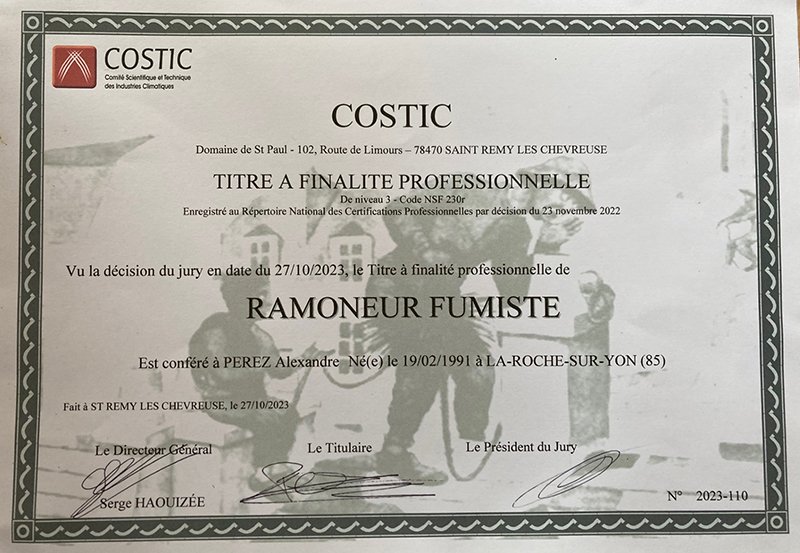 COSTIC
Comité Scientifique et Technique
des Industries Climatiques
COSTIC
Domaine de St Paul - 102, Route de Limours – 78470 SAINT REMY LES CHEVREUSE
TITRE A FINALITE PROFESSIONNELLE
De niveau 3 - Code NSF 230r
Enregistré au Répertoire National des Certifications Professionnelles par décision du 23 novembre 2022
Vu la décision du jury en date du 27/10/2023, le Titre à finalité professionnelle de
RAMONEUR FUMISTE
Est conféré à PEREZ Alexandre Né(e) le 19/02/1991 à LA-ROCHE-SUR-YON (85)
Fait à ST REMY LES CHEVREUSE, le 27/10/2023
Le Directeur Général Le Titulaire Le Président du Jury
Serge HAOUIZÉE
N° 2023-110